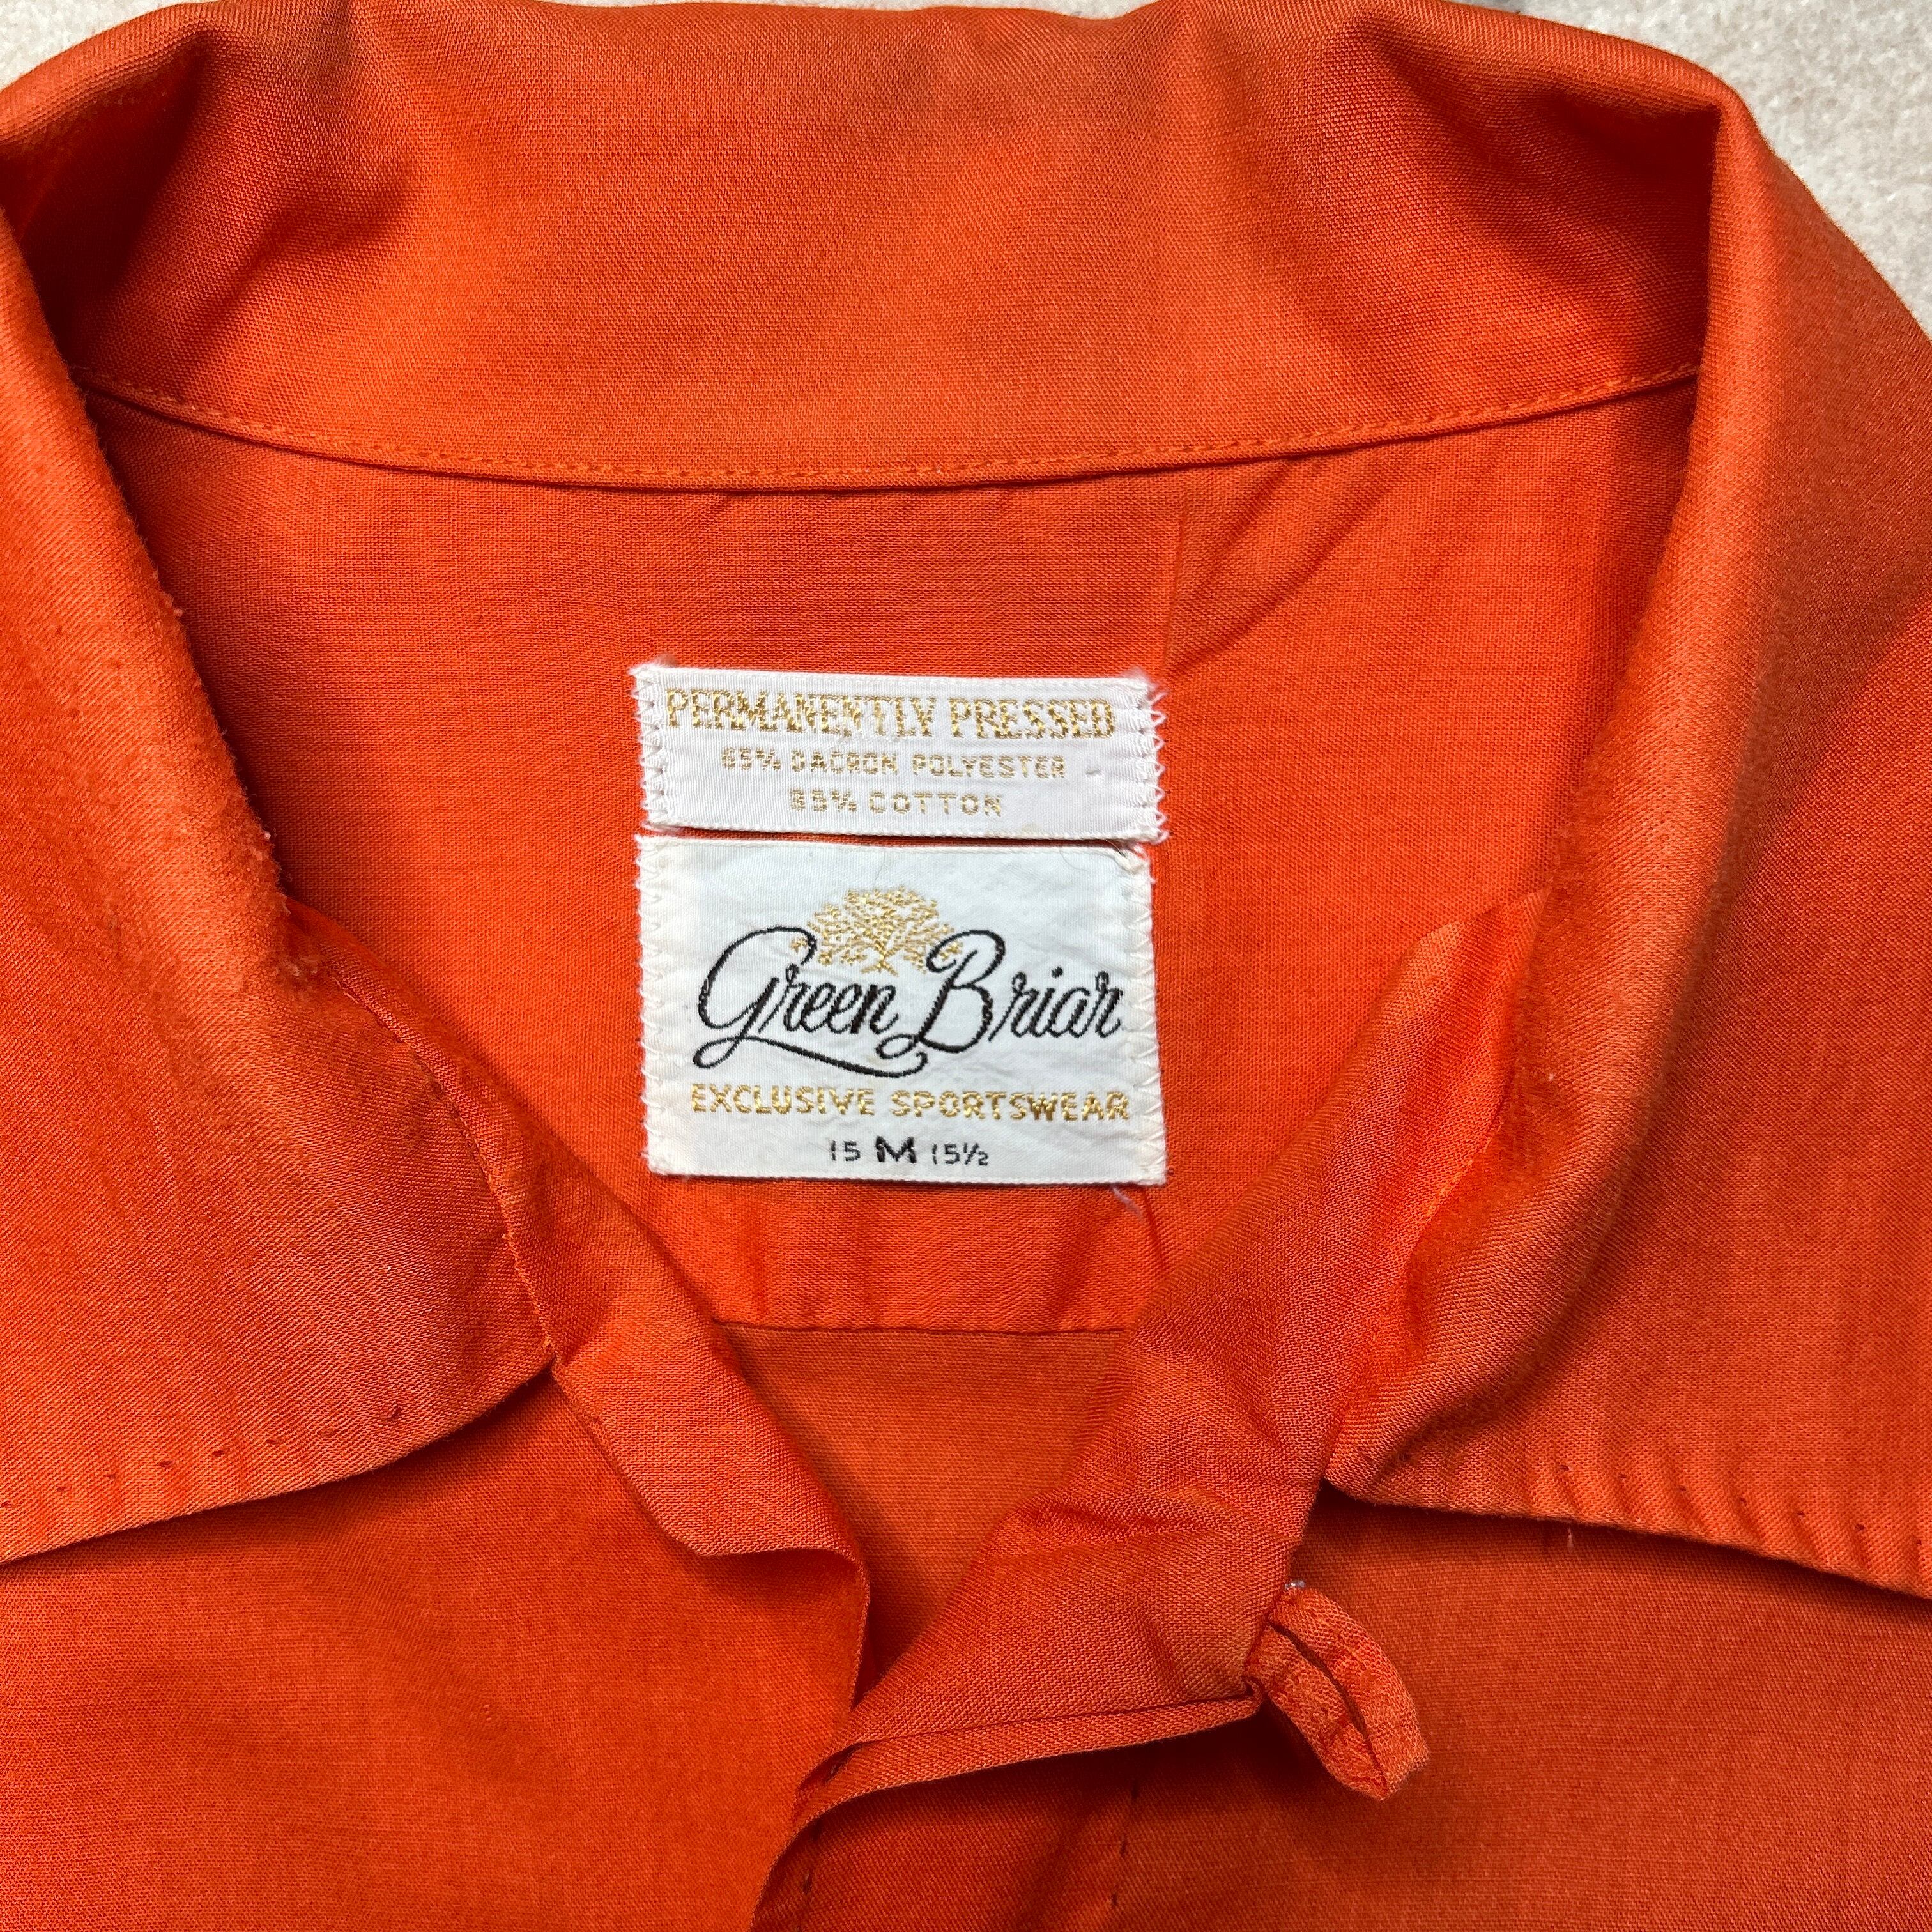 PERMANENTLY PRESSED
65% DACRON POLYESTER
35% COTTON
Green Briar
EXCLUSIVE SPORTSWEAR
15 M 15½